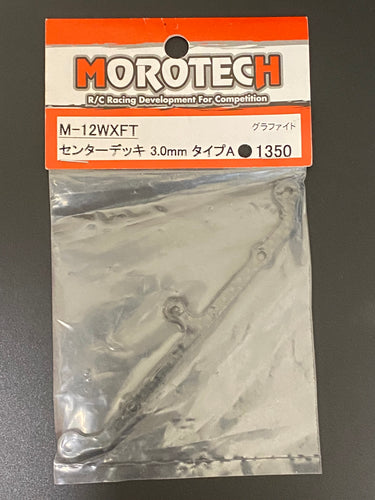 MOROTECH
R/C Racing Development For Competition
M-12WXFT
グラファイト
センターデッキ 3.0mm タイプA ●1350